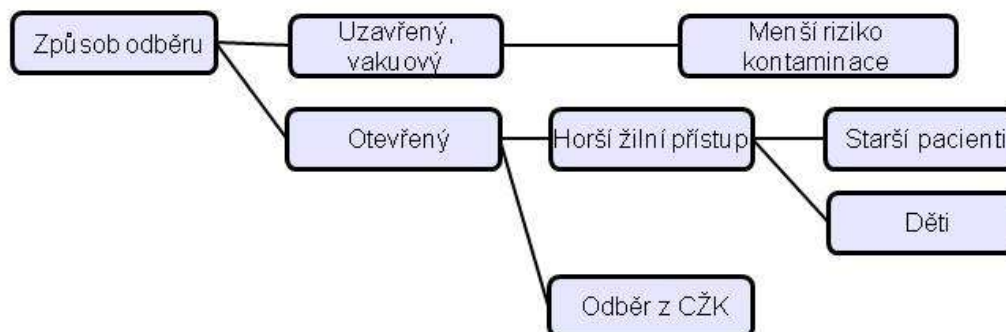 Způsob odběru
Uzavřený,
vakuový
Menší riziko
kontaminace
Otevřený
Horší žilní přístup
Starší pacienti
Děti
Odběr z CŽK